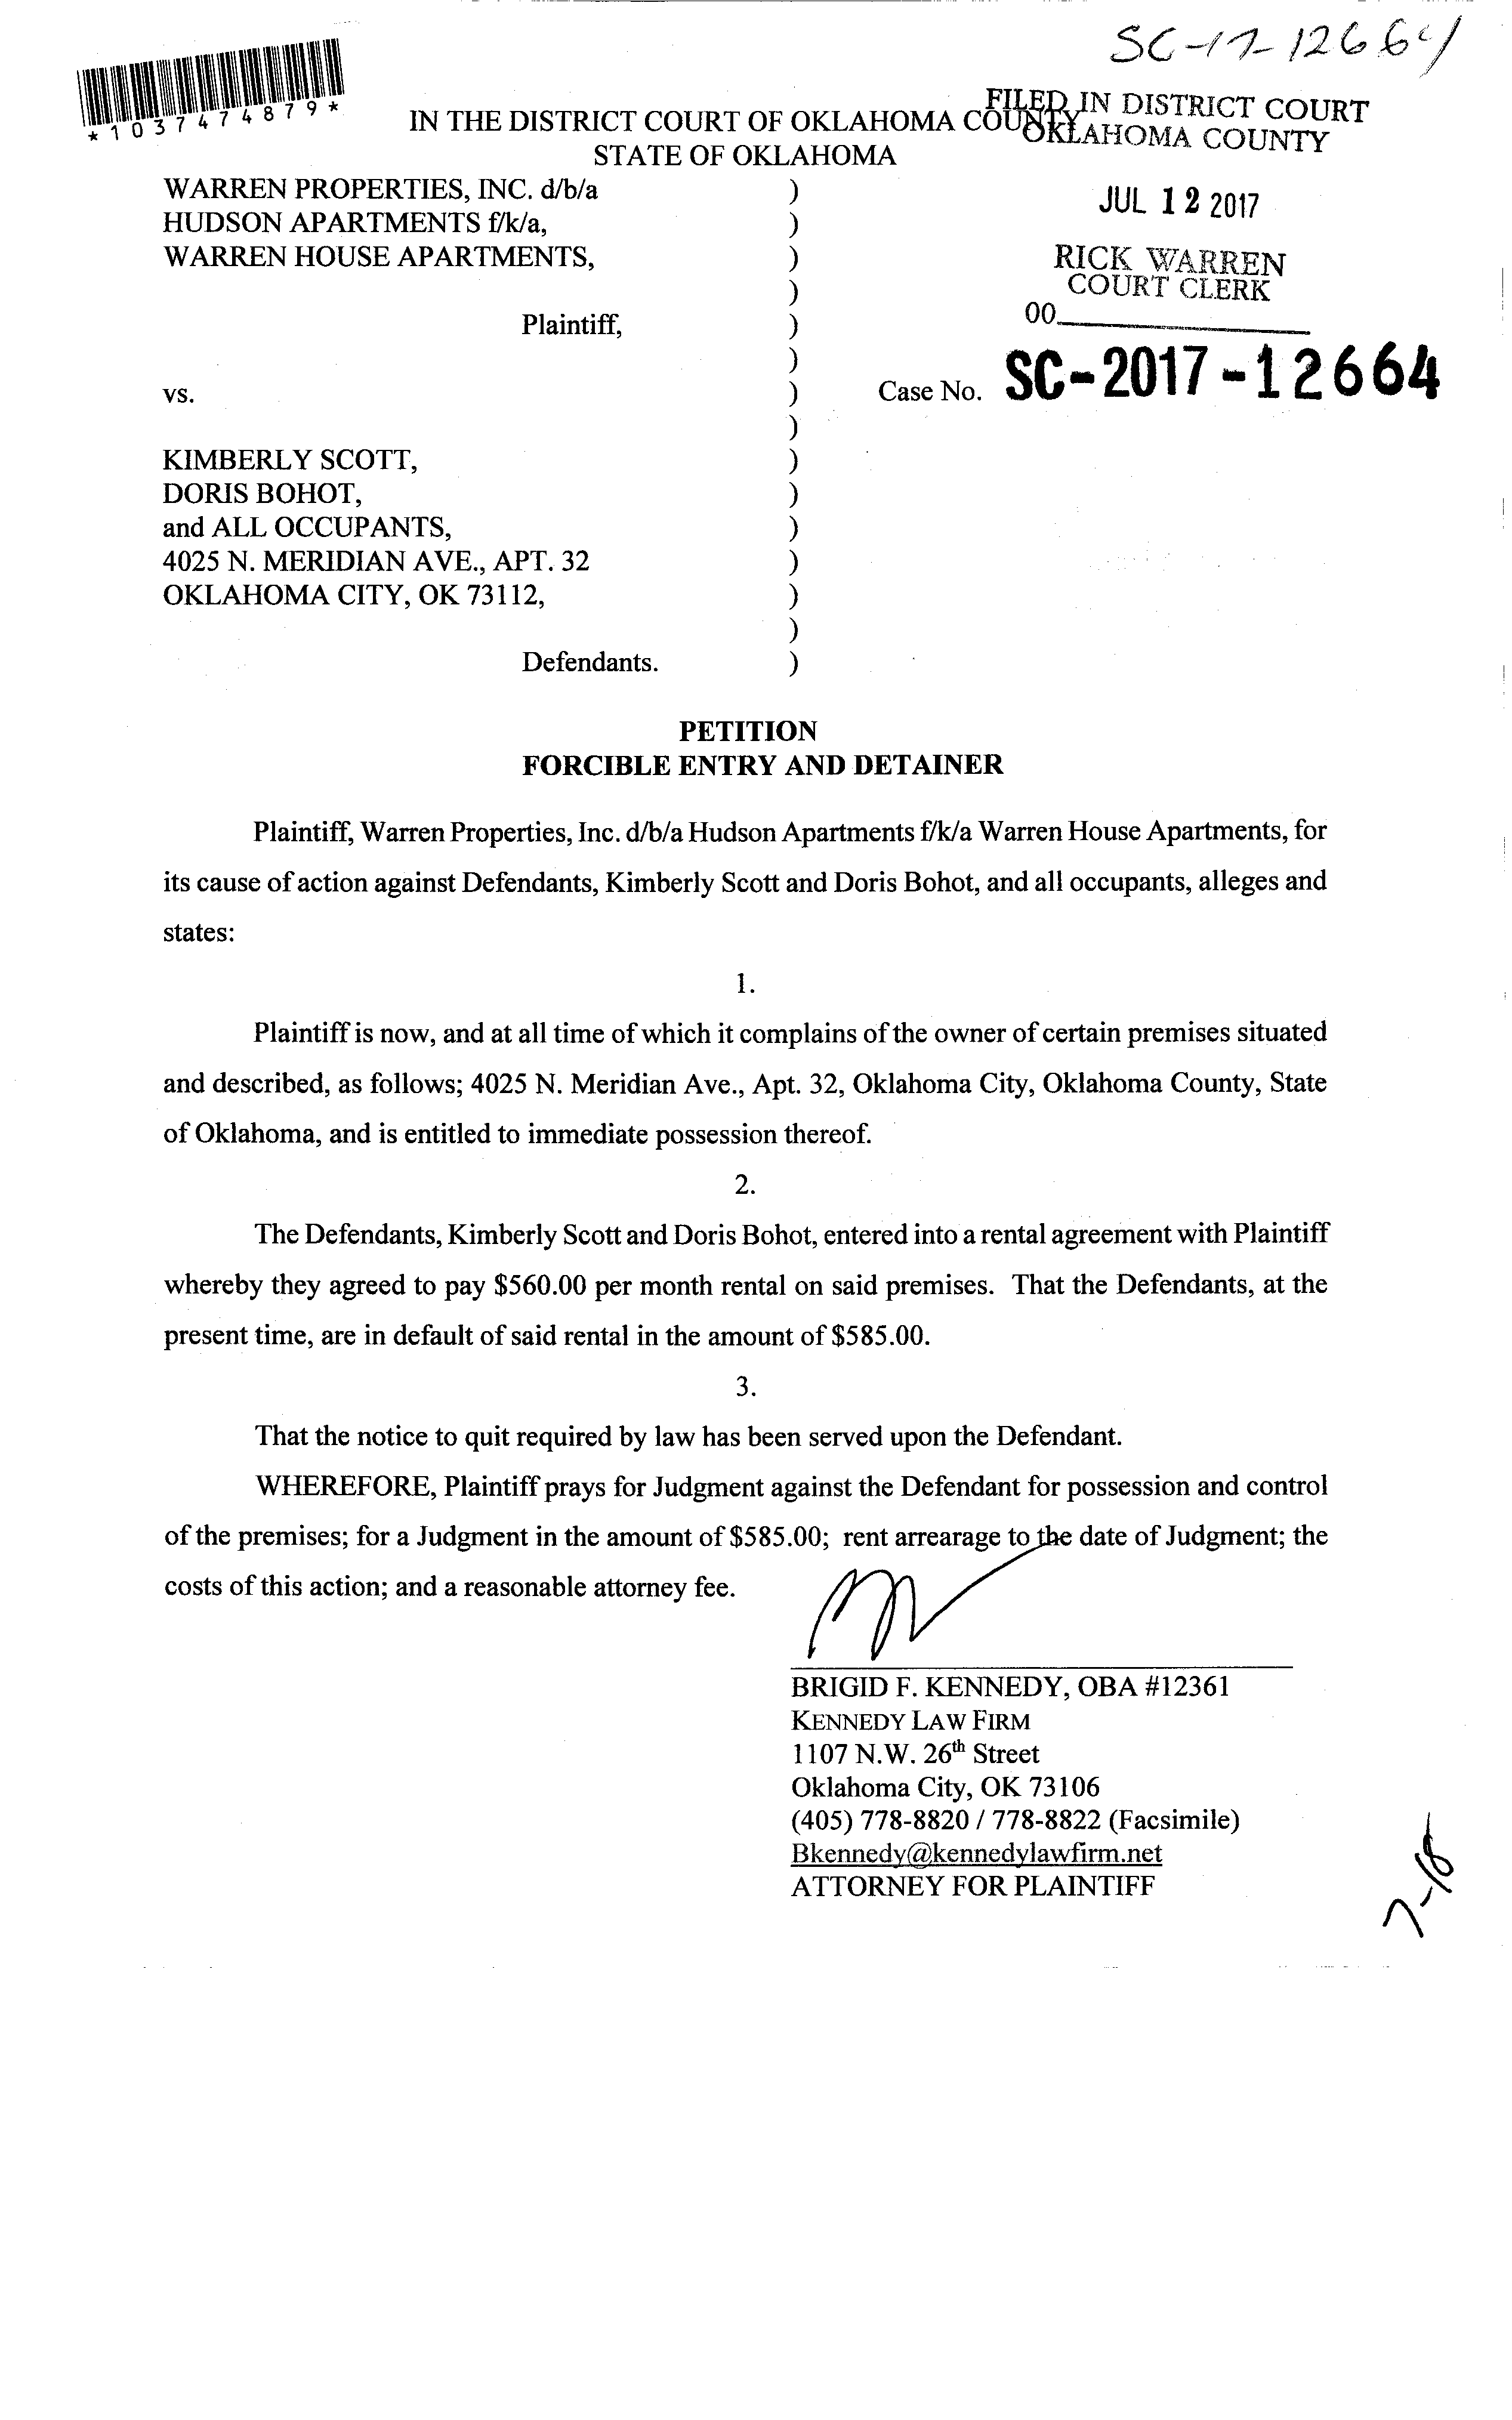 SC-17-12664
*1037474879*
IN THE DISTRICT COURT OF OKLAHOMA COUNTY
STATE OF OKLAHOMA
FILED IN DISTRICT COURT
OKLAHOMA COUNTY
JUL 12 2017
RICK WARREN
COURT CLERK
00
WARREN PROPERTIES, INC. d/b/a )
HUDSON APARTMENTS f/k/a, )
WARREN HOUSE APARTMENTS, )
)
Plaintiff, )
)
vs. ) Case No. SC-2017-12664
)
KIMBERLY SCOTT, )
DORIS BOHOT, )
and ALL OCCUPANTS, )
4025 N. MERIDIAN AVE., APT. 32 )
OKLAHOMA CITY, OK 73112, )
)
Defendants. )
PETITION
FORCIBLE ENTRY AND DETAINER
Plaintiff, Warren Properties, Inc. d/b/a Hudson Apartments f/k/a Warren House Apartments, for
its cause of action against Defendants, Kimberly Scott and Doris Bohot, and all occupants, alleges and
states:
1.
Plaintiff is now, and at all time of which it complains of the owner of certain premises situated
and described, as follows; 4025 N. Meridian Ave., Apt. 32, Oklahoma City, Oklahoma County, State
of Oklahoma, and is entitled to immediate possession thereof.
2.
The Defendants, Kimberly Scott and Doris Bohot, entered into a rental agreement with Plaintiff
whereby they agreed to pay $560.00 per month rental on said premises. That the Defendants, at the
present time, are in default of said rental in the amount of $585.00.
3.
That the notice to quit required by law has been served upon the Defendant.
WHEREFORE, Plaintiff prays for Judgment against the Defendant for possession and control
of the premises; for a Judgment in the amount of $585.00; rent arrearage to the date of Judgment; the
costs of this action; and a reasonable attorney fee.
BRIGID F. KENNEDY, OBA #12361
KENNEDY LAW FIRM
1107 N.W. 26th Street
Oklahoma City, OK 73106
(405) 778-8820 / 778-8822 (Facsimile)
Bkennedy@kennedylawfirm.net
ATTORNEY FOR PLAINTIFF
7-18